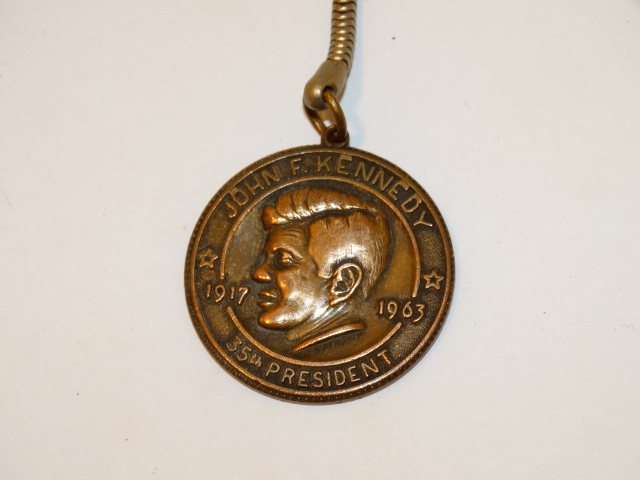 JOHN F. KENNEDY
1917 1963
35th PRESIDENT